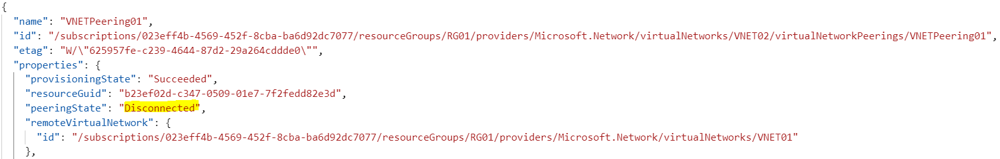 {
"name": "VNETPeering01",
"id": "/subscriptions/023eff4b-4569-452f-8cba-ba6d92dc7077/resourceGroups/RG01/providers/Microsoft.Network/virtualNetworks/VNET02/virtualNetworkPeerings/VNETPeering01",
"etag": "W/\"625957fe-c239-4644-87d2-29a264cddde0\"",
"properties": {
"provisioningState": "Succeeded",
"resourceGuid": "b23ef02d-c347-0509-01e7-7f2fedd82e3d",
"peeringState": "Disconnected",
"remoteVirtualNetwork": {
"id": "/subscriptions/023eff4b-4569-452f-8cba-ba6d92dc7077/resourceGroups/RG01/providers/Microsoft.Network/virtualNetworks/VNET01"
},